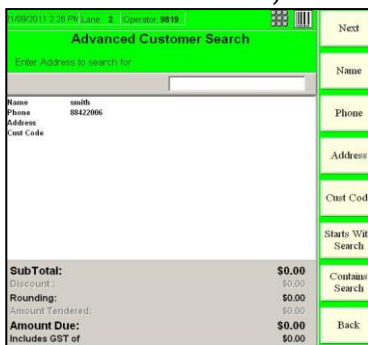 21/09/2011 2:26 PM Lane: 2 Operator: 9819
Advanced Customer Search
Enter Address to search for
Name smith
Phone 88422006
Address
Cust Code
SubTotal: $0.00
Discount : $0.00
Rounding: $0.00
Amount Tendered: $0.00
Amount Due: $0.00
Includes GST of $0.00
Next
Name
Phone
Address
Cust Cod
Starts Wit
Search
Contains
Search
Back